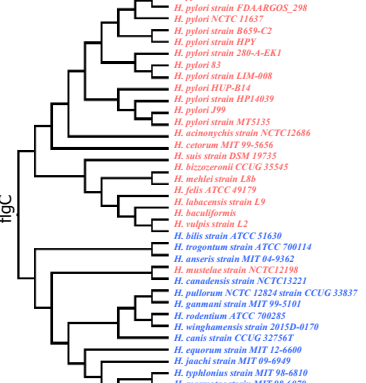 H. pylori strain FDAARGOS_298
H. pylori NCTC 11637
H. pylori strain B659-C2
H. pylori strain HPY
H. pylori strain 280-A-EK1
H. pylori 83
H. pylori strain LIM-008
H. pylori HUP-B14
H. pylori strain HP14039
H. pylori J99
H. pylori strain MT5135
H. acinonychis strain NCTC12686
H. cetorum MIT 99-5656
H. suis strain DSM 19735
H. bizzozeronii CCUG 35545
H. mehlei strain L8b
H. felis ATCC 49179
H. labacensis strain L9
H. baculiformis
H. vulpis strain L2
H. bilis strain ATCC 51630
H. trogontum strain ATCC 700114
H. anseris strain MIT 04-9362
H. mustelae strain NCTC12198
H. canadensis strain NCTC13221
H. pullorum NCTC 12824 strain CCUG 33837
H. ganmani strain MIT 99-5101
H. rodentium ATCC 700285
H. winghamensis strain 2015D-0170
H. canis strain CCUG 32756T
H. equorum strain MIT 12-6600
H. jaachi strain MIT 09-6949
H. typhlonius strain MIT 98-6810
flgC